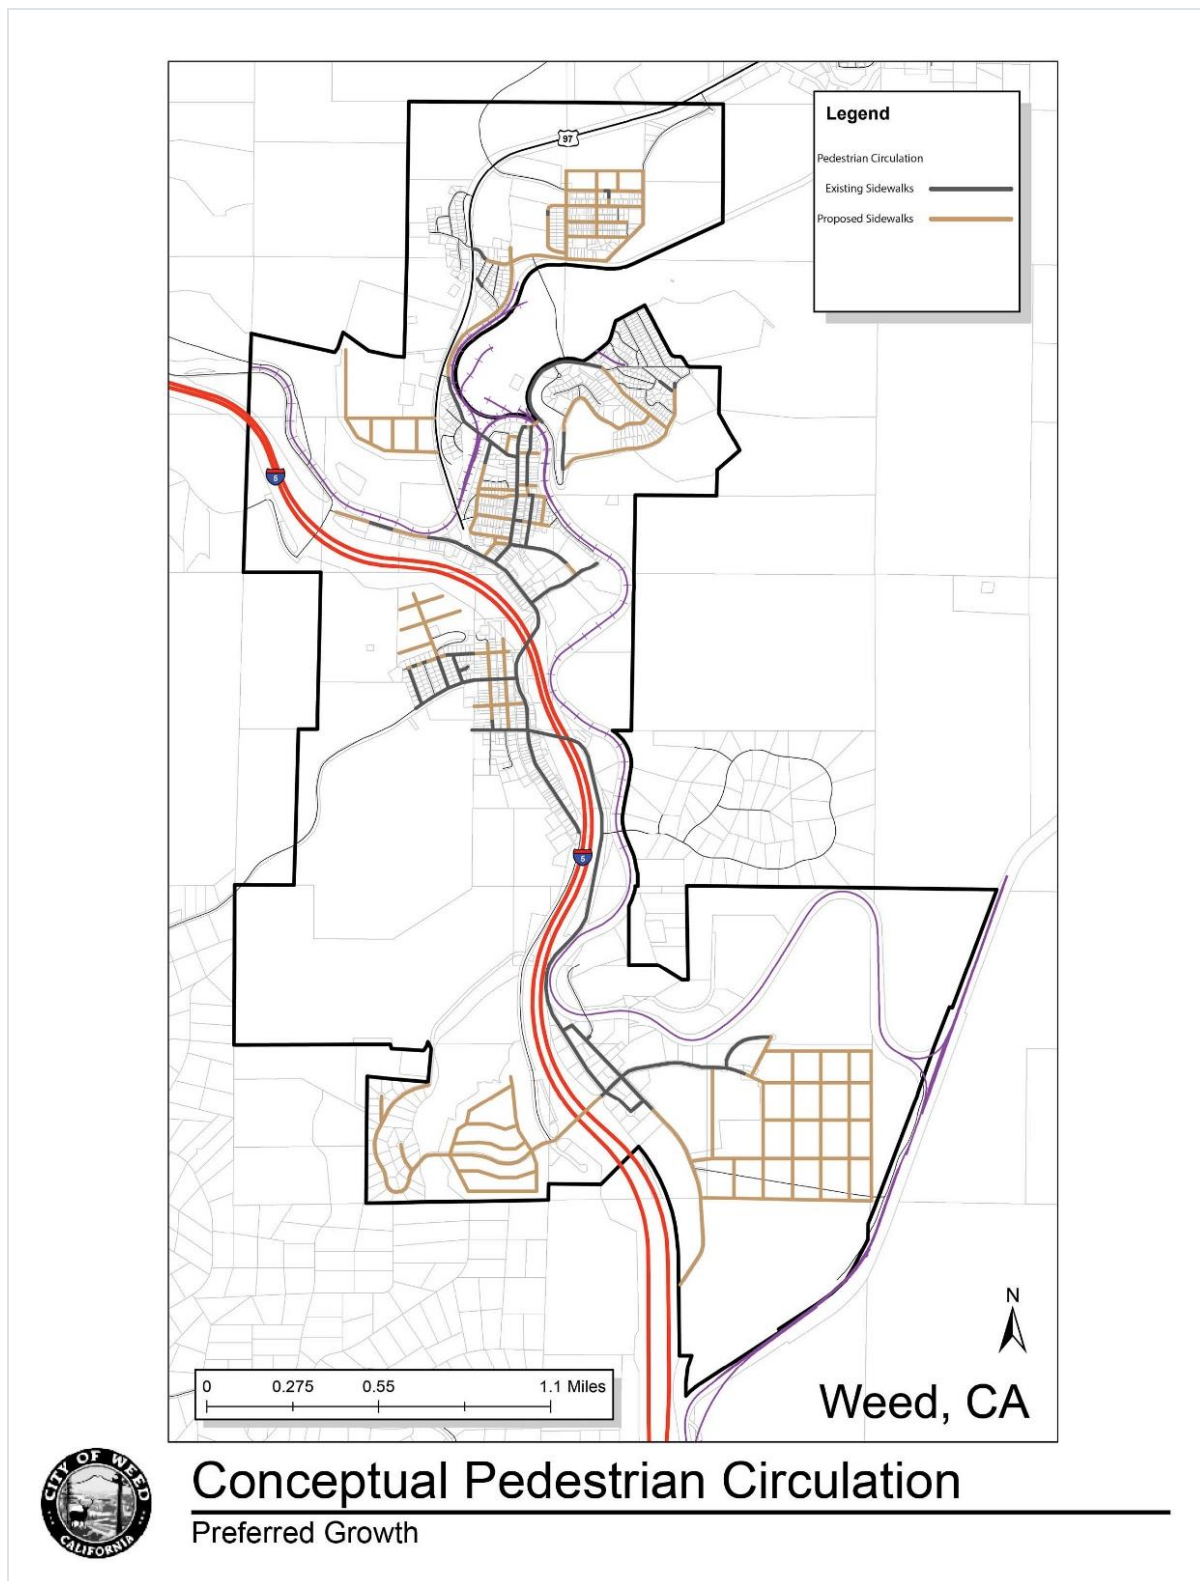 Legend
Pedestrian Circulation
Existing Sidewalks
Proposed Sidewalks
97
5
5
N
0 0.275 0.55 1.1 Miles
Weed, CA
CITY OF WEED
CALIFORNIA
Conceptual Pedestrian Circulation
Preferred Growth